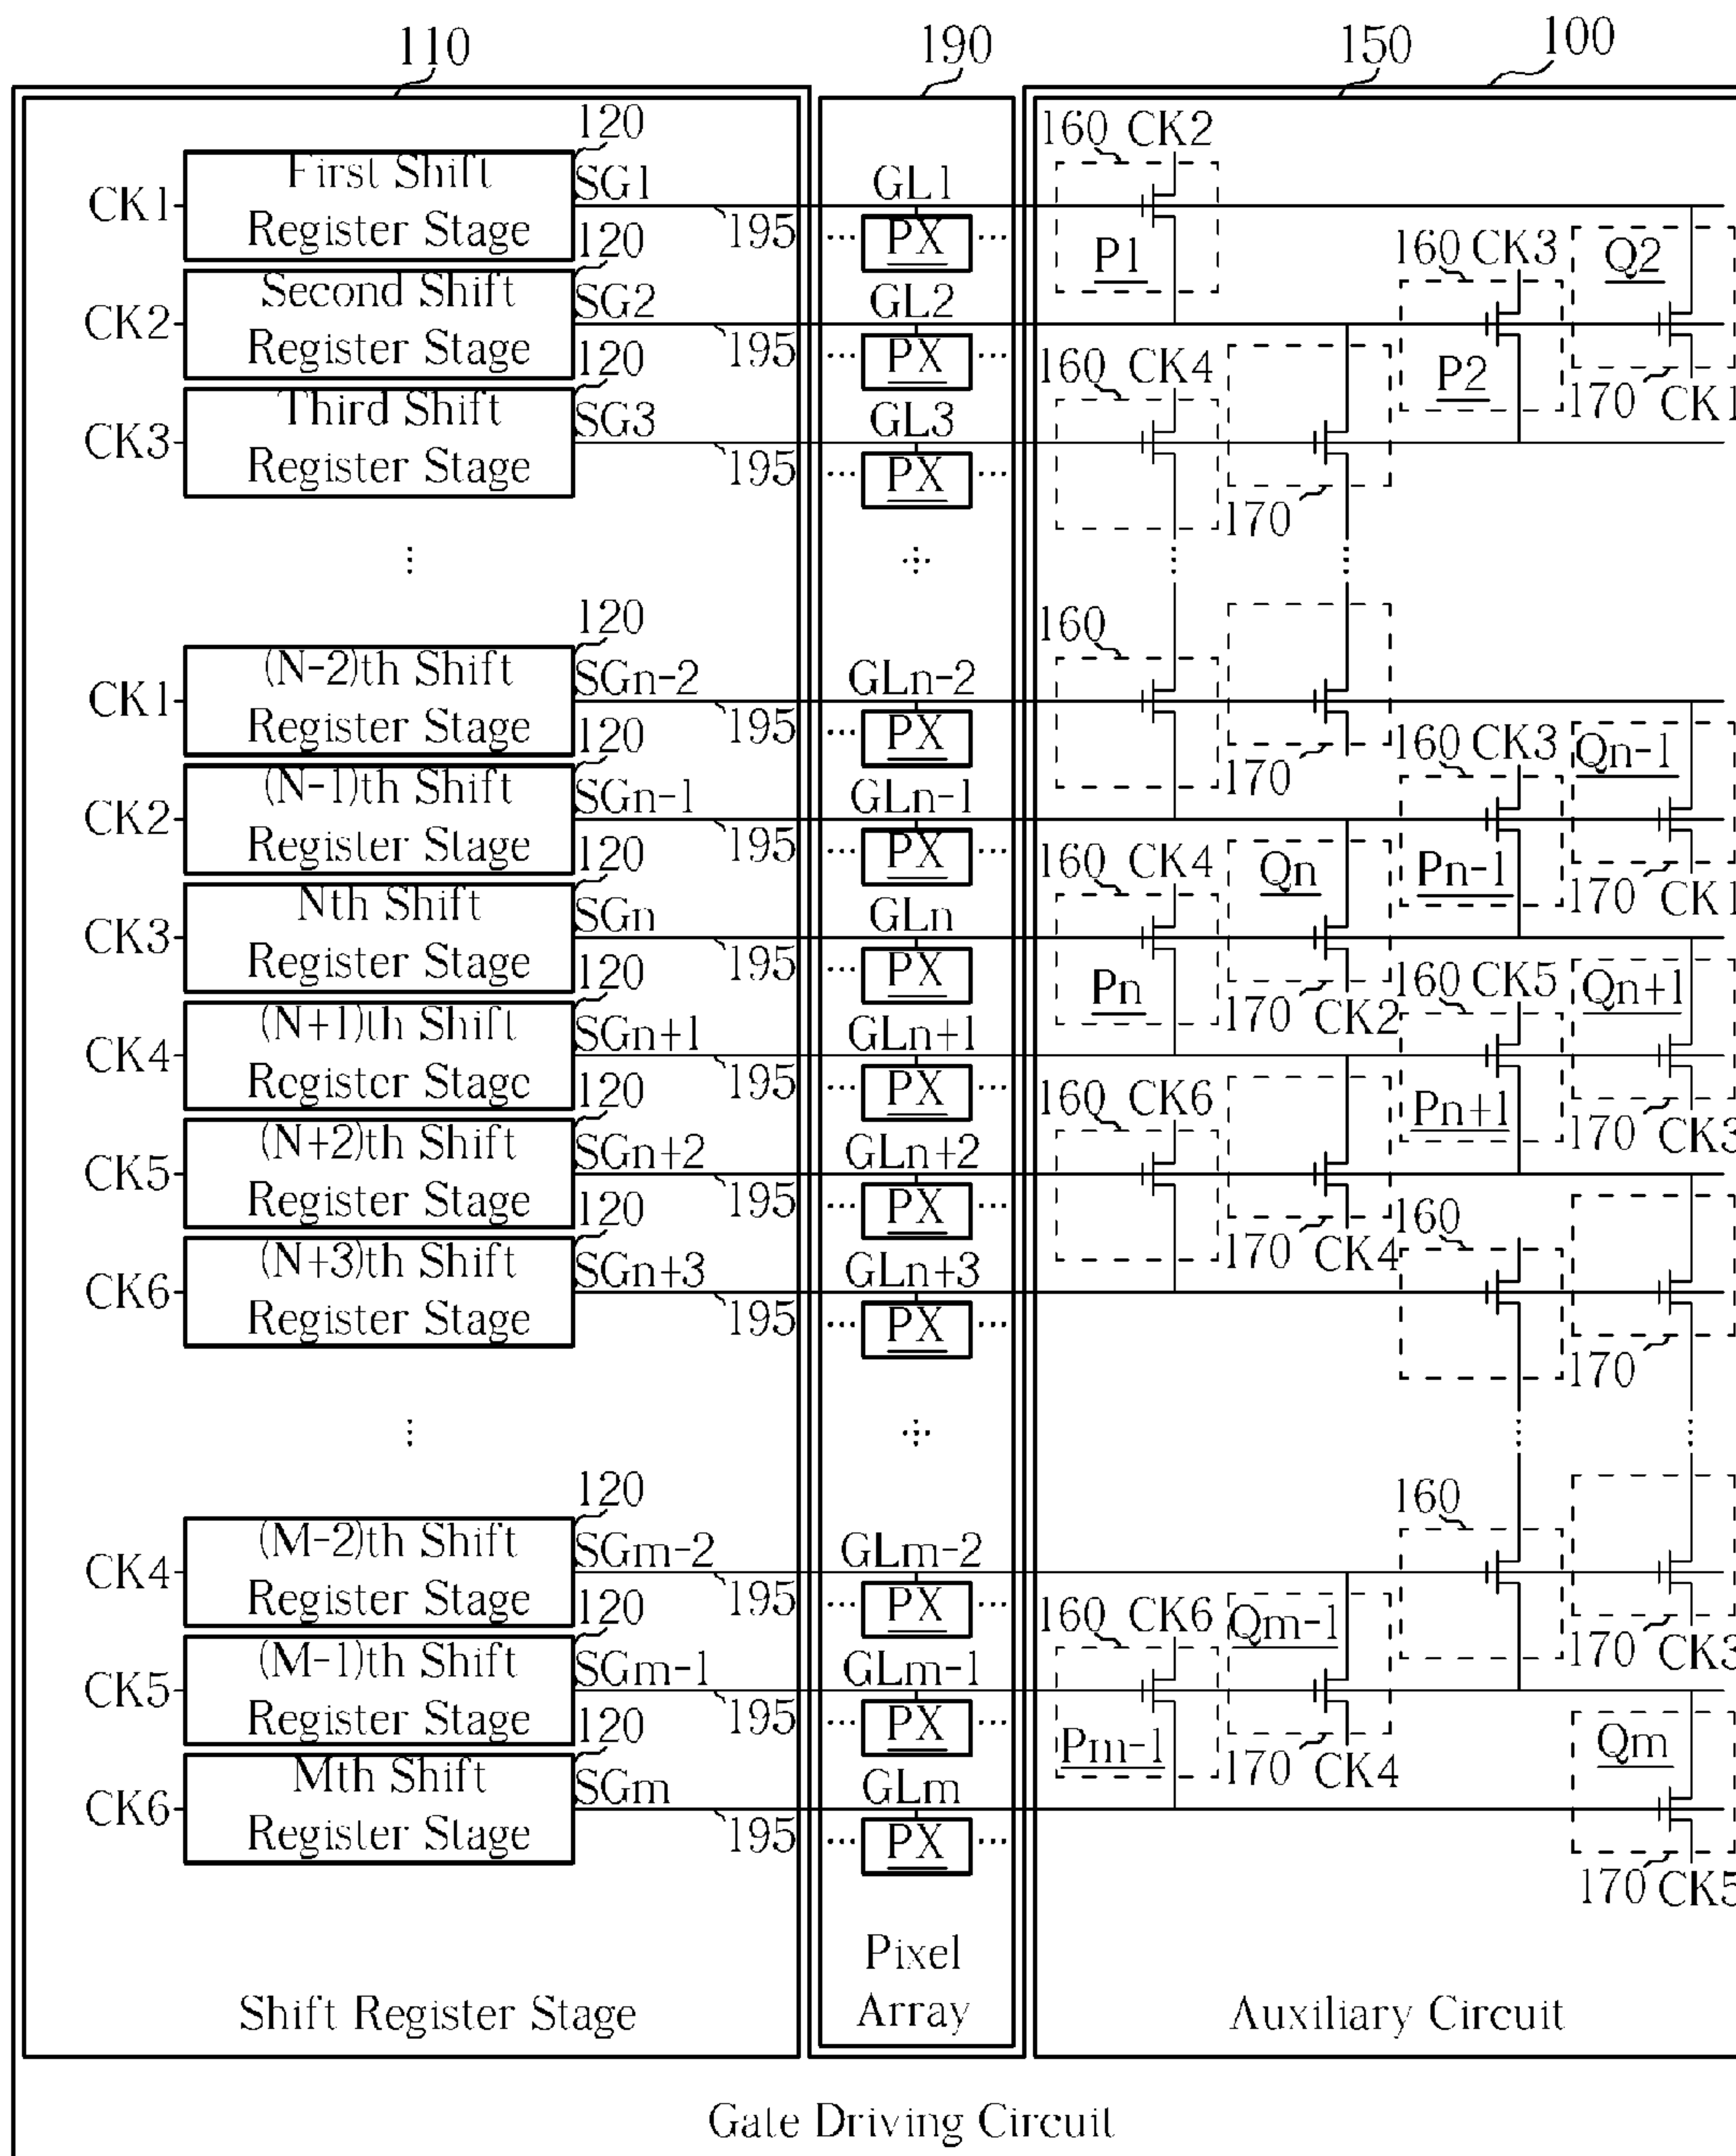 110
190
150
100
120
160 CK2
CK1
First Shift
Register Stage
SG1
195
GL1
... PX ...
P1
120
160 CK3
Q2
CK2
Second Shift
Register Stage
SG2
195
GL2
... PX ...
160 CK4
P2
170 CK1
120
CK3
Third Shift
Register Stage
SG3
195
GL3
... PX ...
170
120
160
CK1
(N-2)th Shift
Register Stage
SGn-2
195
GLn-2
... PX ...
170
160 CK3
Qn-1
120
CK2
(N-1)th Shift
Register Stage
SGn-1
195
GLn-1
... PX ...
160 CK4
Qn
Pn-1
170 CK1
120
CK3
Nth Shift
Register Stage
SGn
195
GLn
... PX ...
Pn
170 CK2
160 CK5
Qn+1
120
CK4
(N+1)th Shift
Register Stage
SGn+1
195
GLn+1
... PX ...
160 CK6
Pn+1
170 CK3
120
CK5
(N+2)th Shift
Register Stage
SGn+2
195
GLn+2
... PX ...
170 CK4
160
120
CK6
(N+3)th Shift
Register Stage
SGn+3
195
GLn+3
... PX ...
170
120
160
CK4
(M-2)th Shift
Register Stage
SGm-2
195
GLm-2
... PX ...
160 CK6
Qm-1
170 CK3
120
CK5
(M-1)th Shift
Register Stage
SGm-1
195
GLm-1
... PX ...
Pm-1
170 CK4
Qm
120
CK6
Mth Shift
Register Stage
SGm
195
GLm
... PX ...
170 CK5
Shift Register Stage
Pixel
Array
Auxiliary Circuit
Gate Driving Circuit